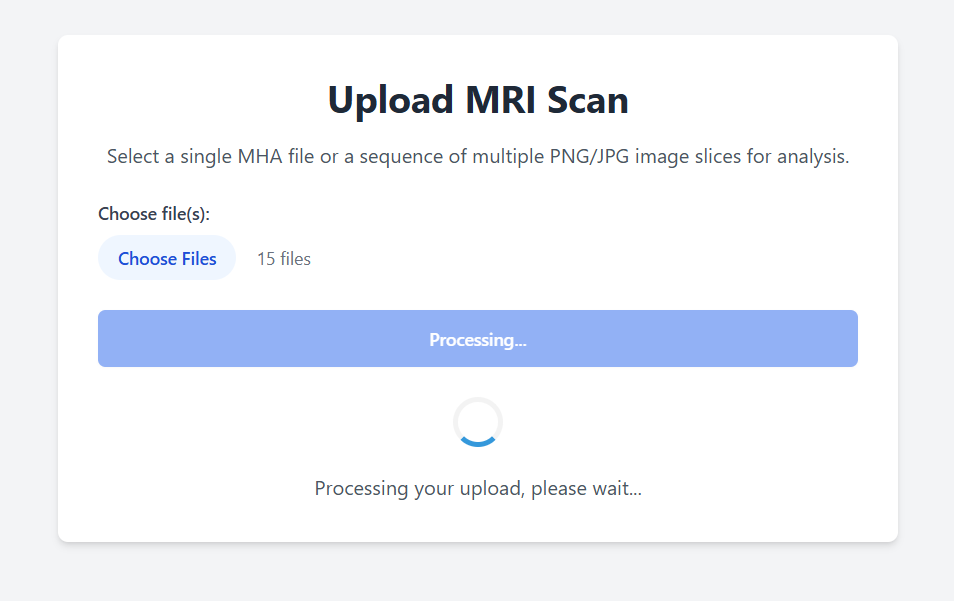 Upload MRI Scan
Select a single MHA file or a sequence of multiple PNG/JPG image slices for analysis.
Choose file(s):
Choose Files 15 files
Processing...
Processing your upload, please wait...